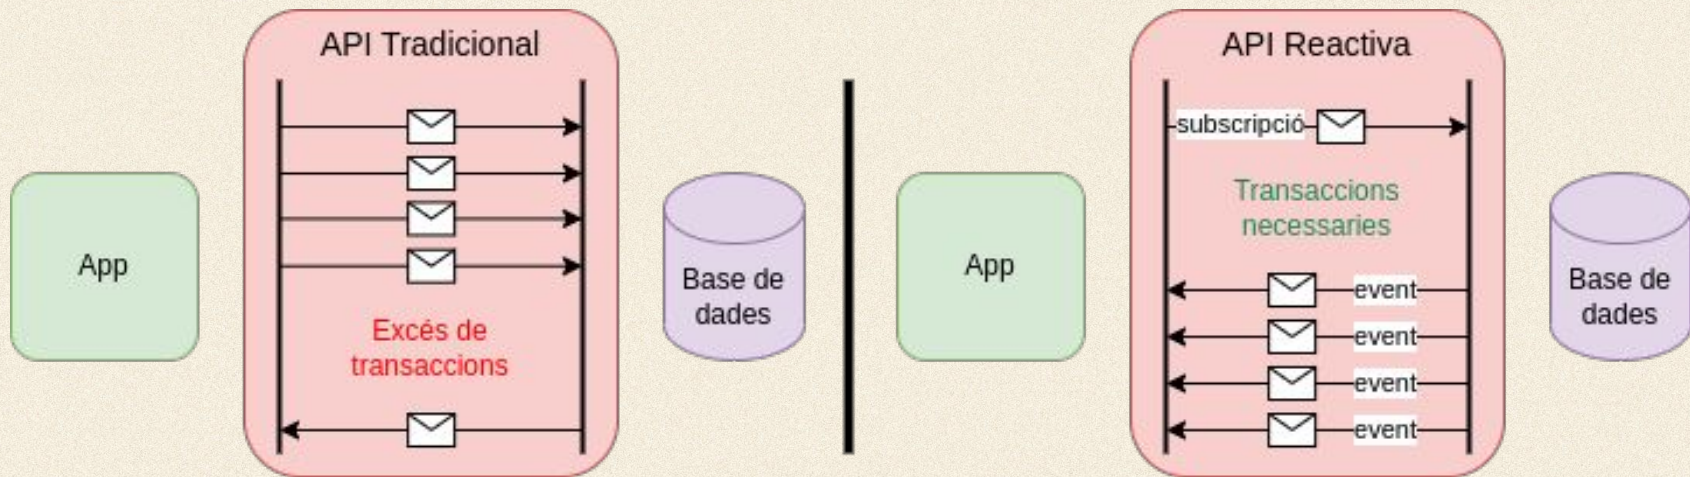 API Tradicional
App
Excés de
transaccions
Base de
dades
API Reactiva
App
subscripció
Transaccions
necessaries
event
event
event
event
Base de
dades